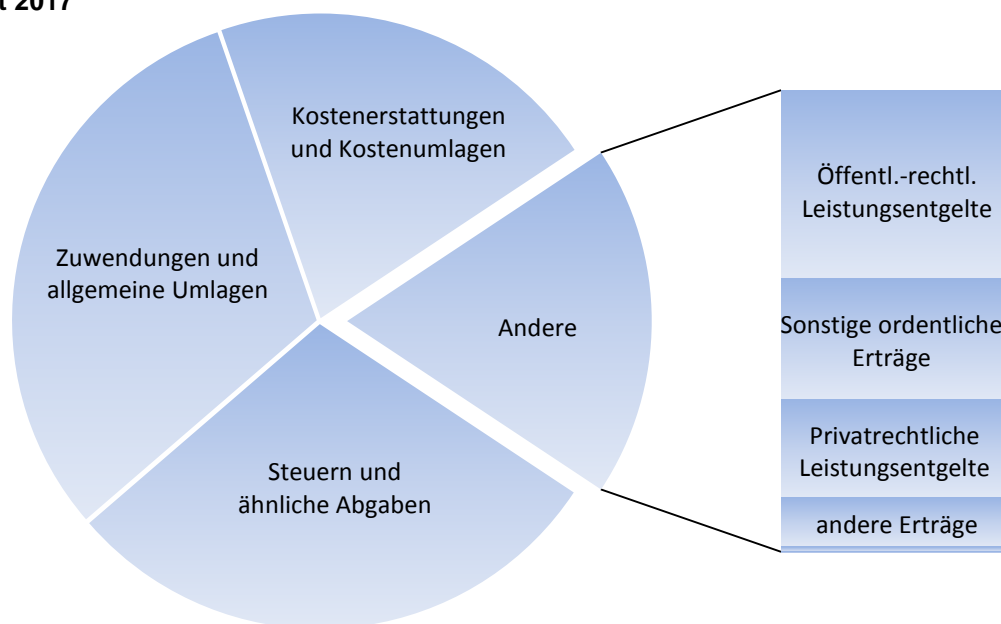 2017
Kostenerstattungen
und Kostenumlagen
Zuwendungen und
allgemeine Umlagen
Andere
Steuern und
ähnliche Abgaben
Öffentl.-rechtl.
Leistungsentgelte
Sonstige ordentliche
Erträge
Privatrechtliche
Leistungsentgelte
andere Erträge